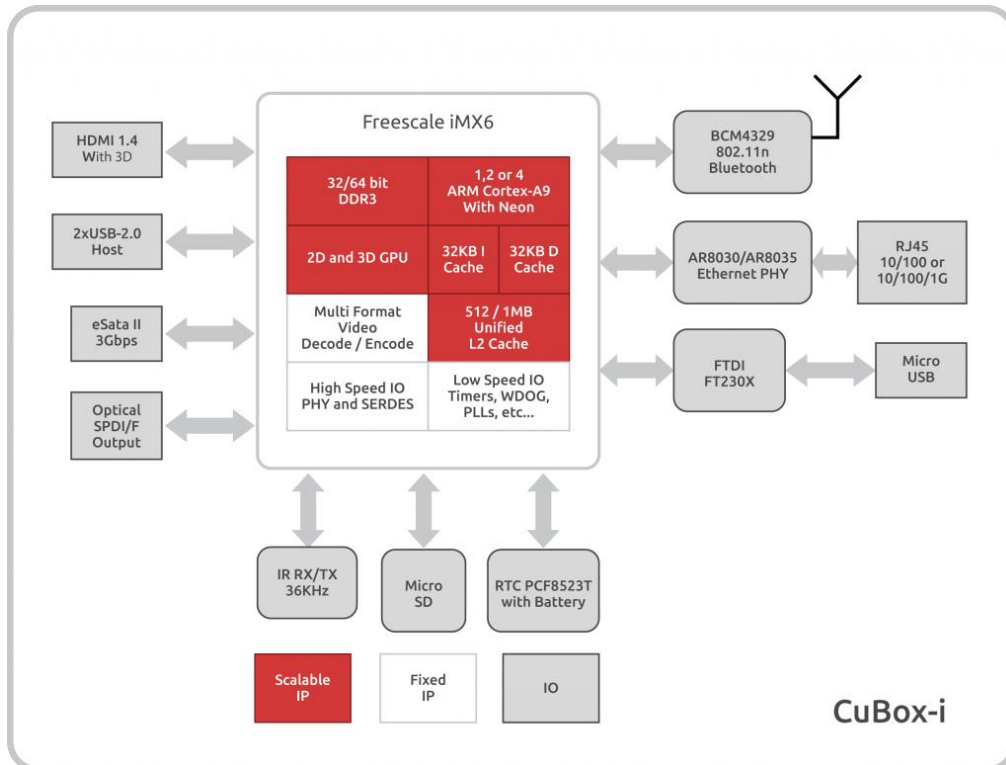 Freescale iMX6
HDMI 1.4
With 3D
2xUSB-2.0
Host
eSata II
3Gbps
Optical
SPDI/F
Output
32/64 bit
DDR3
1,2 or 4
ARM Cortex-A9
With Neon
2D and 3D GPU
32KB I
Cache
32KB D
Cache
Multi Format
Video
Decode / Encode
512 / 1MB
Unified
L2 Cache
High Speed IO
PHY and SERDES
Low Speed IO
Timers, WDOG,
PLLs, etc...
BCM4329
802.11n
Bluetooth
AR8030/AR8035
Ethernet PHY
RJ45
10/100 or
10/100/1G
FTDI
FT230X
Micro
USB
IR RX/TX
36KHz
Micro
SD
RTC PCF8523T
with Battery
Scalable
IP
Fixed
IP
IO
CuBox-i